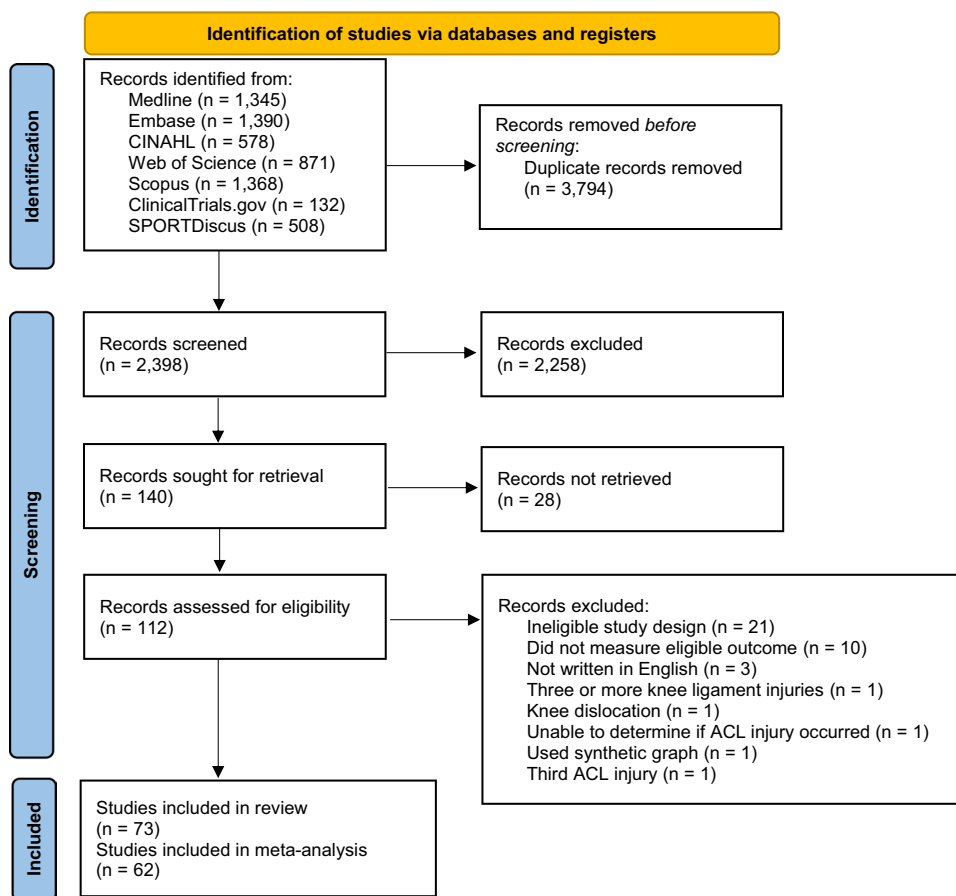 Identification of studies via databases and registers
Identification
Records identified from:
Medline (n = 1,345)
Embase (n = 1,390)
CINAHL (n = 578)
Web of Science (n = 871)
Scopus (n = 1,368)
ClinicalTrials.gov (n = 132)
SPORTDiscus (n = 508)
Records removed before
screening:
Duplicate records removed
(n = 3,794)
Screening
Records screened
(n = 2,398)
Records excluded
(n = 2,258)
Records sought for retrieval
(n = 140)
Records not retrieved
(n = 28)
Records assessed for eligibility
(n = 112)
Records excluded:
Ineligible study design (n = 21)
Did not measure eligible outcome (n = 10)
Not written in English (n = 3)
Three or more knee ligament injuries (n = 1)
Knee dislocation (n = 1)
Unable to determine if ACL injury occurred (n = 1)
Used synthetic graph (n = 1)
Third ACL injury (n = 1)
Included
Studies included in review
(n = 73)
Studies included in meta-analysis
(n = 62)